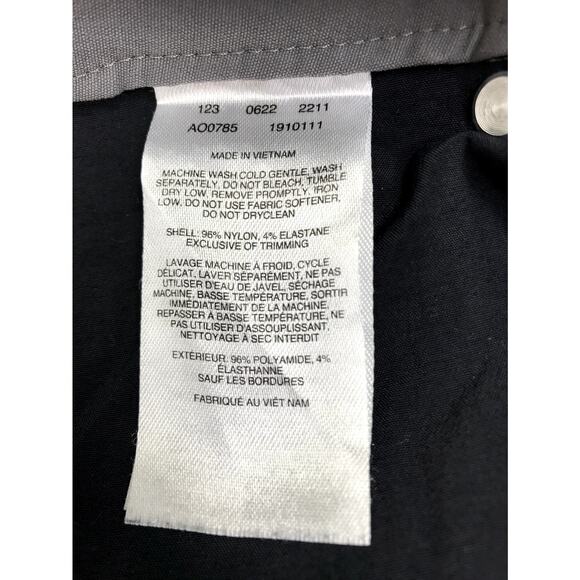 123 0622 2211
AO0785 1910111
MADE IN VIETNAM
MACHINE WASH COLD GENTLE, WASH
SEPARATELY, DO NOT BLEACH, TUMBLE
DRY LOW, REMOVE PROMPTLY, IRON
LOW, DO NOT USE FABRIC SOFTENER,
DO NOT DRYCLEAN
SHELL: 96% NYLON, 4% ELASTANE
EXCLUSIVE OF TRIMMING
LAVAGE MACHINE À FROID, CYCLE
DÉLICAT, LAVER SÉPARÉMENT, NE PAS
UTILISER D'EAU DE JAVEL, SÉCHAGE
MACHINE, BASSE TEMPÉRATURE, SORTIR
IMMÉDIATEMENT DE LA MACHINE,
REPASSER À BASSE TEMPÉRATURE, NE
PAS UTILISER D'ASSOUPLISSANT,
NETTOYAGE À SEC INTERDIT
EXTÉRIEUR: 96% POLYAMIDE, 4%
ÉLASTHANNE
SAUF LES BORDURES
FABRIQUÉ AU VIÊT NAM